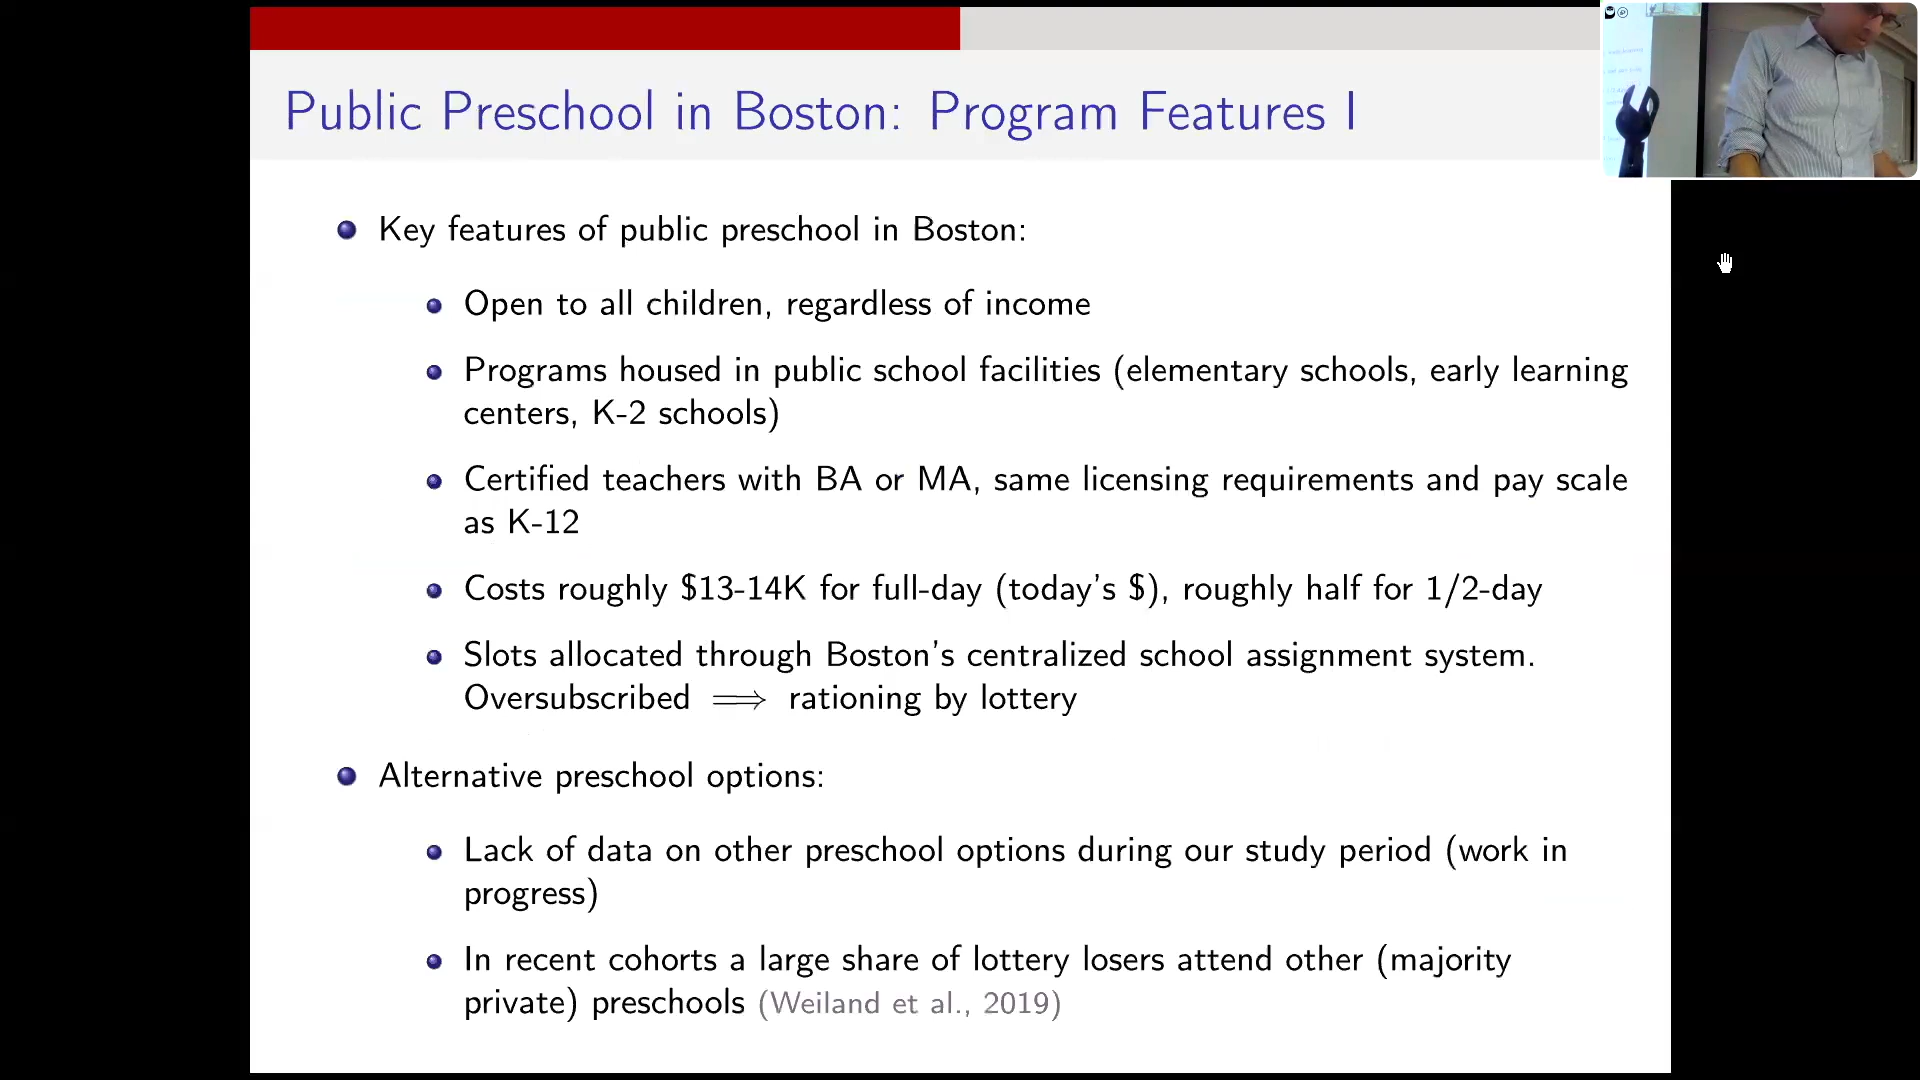 Public Preschool in Boston: Program Features I
Key features of public preschool in Boston:
Open to all children, regardless of income
Programs housed in public school facilities (elementary schools, early learning
centers, K-2 schools)
Certified teachers with BA or MA, same licensing requirements and pay scale
as K-12
Costs roughly $13-14K for full-day (today's $), roughly half for 1/2-day
Slots allocated through Boston's centralized school assignment system.
Oversubscribed ⟹ rationing by lottery
Alternative preschool options:
Lack of data on other preschool options during our study period (work in
progress)
In recent cohorts a large share of lottery losers attend other (majority
private) preschools (Weiland et al., 2019)